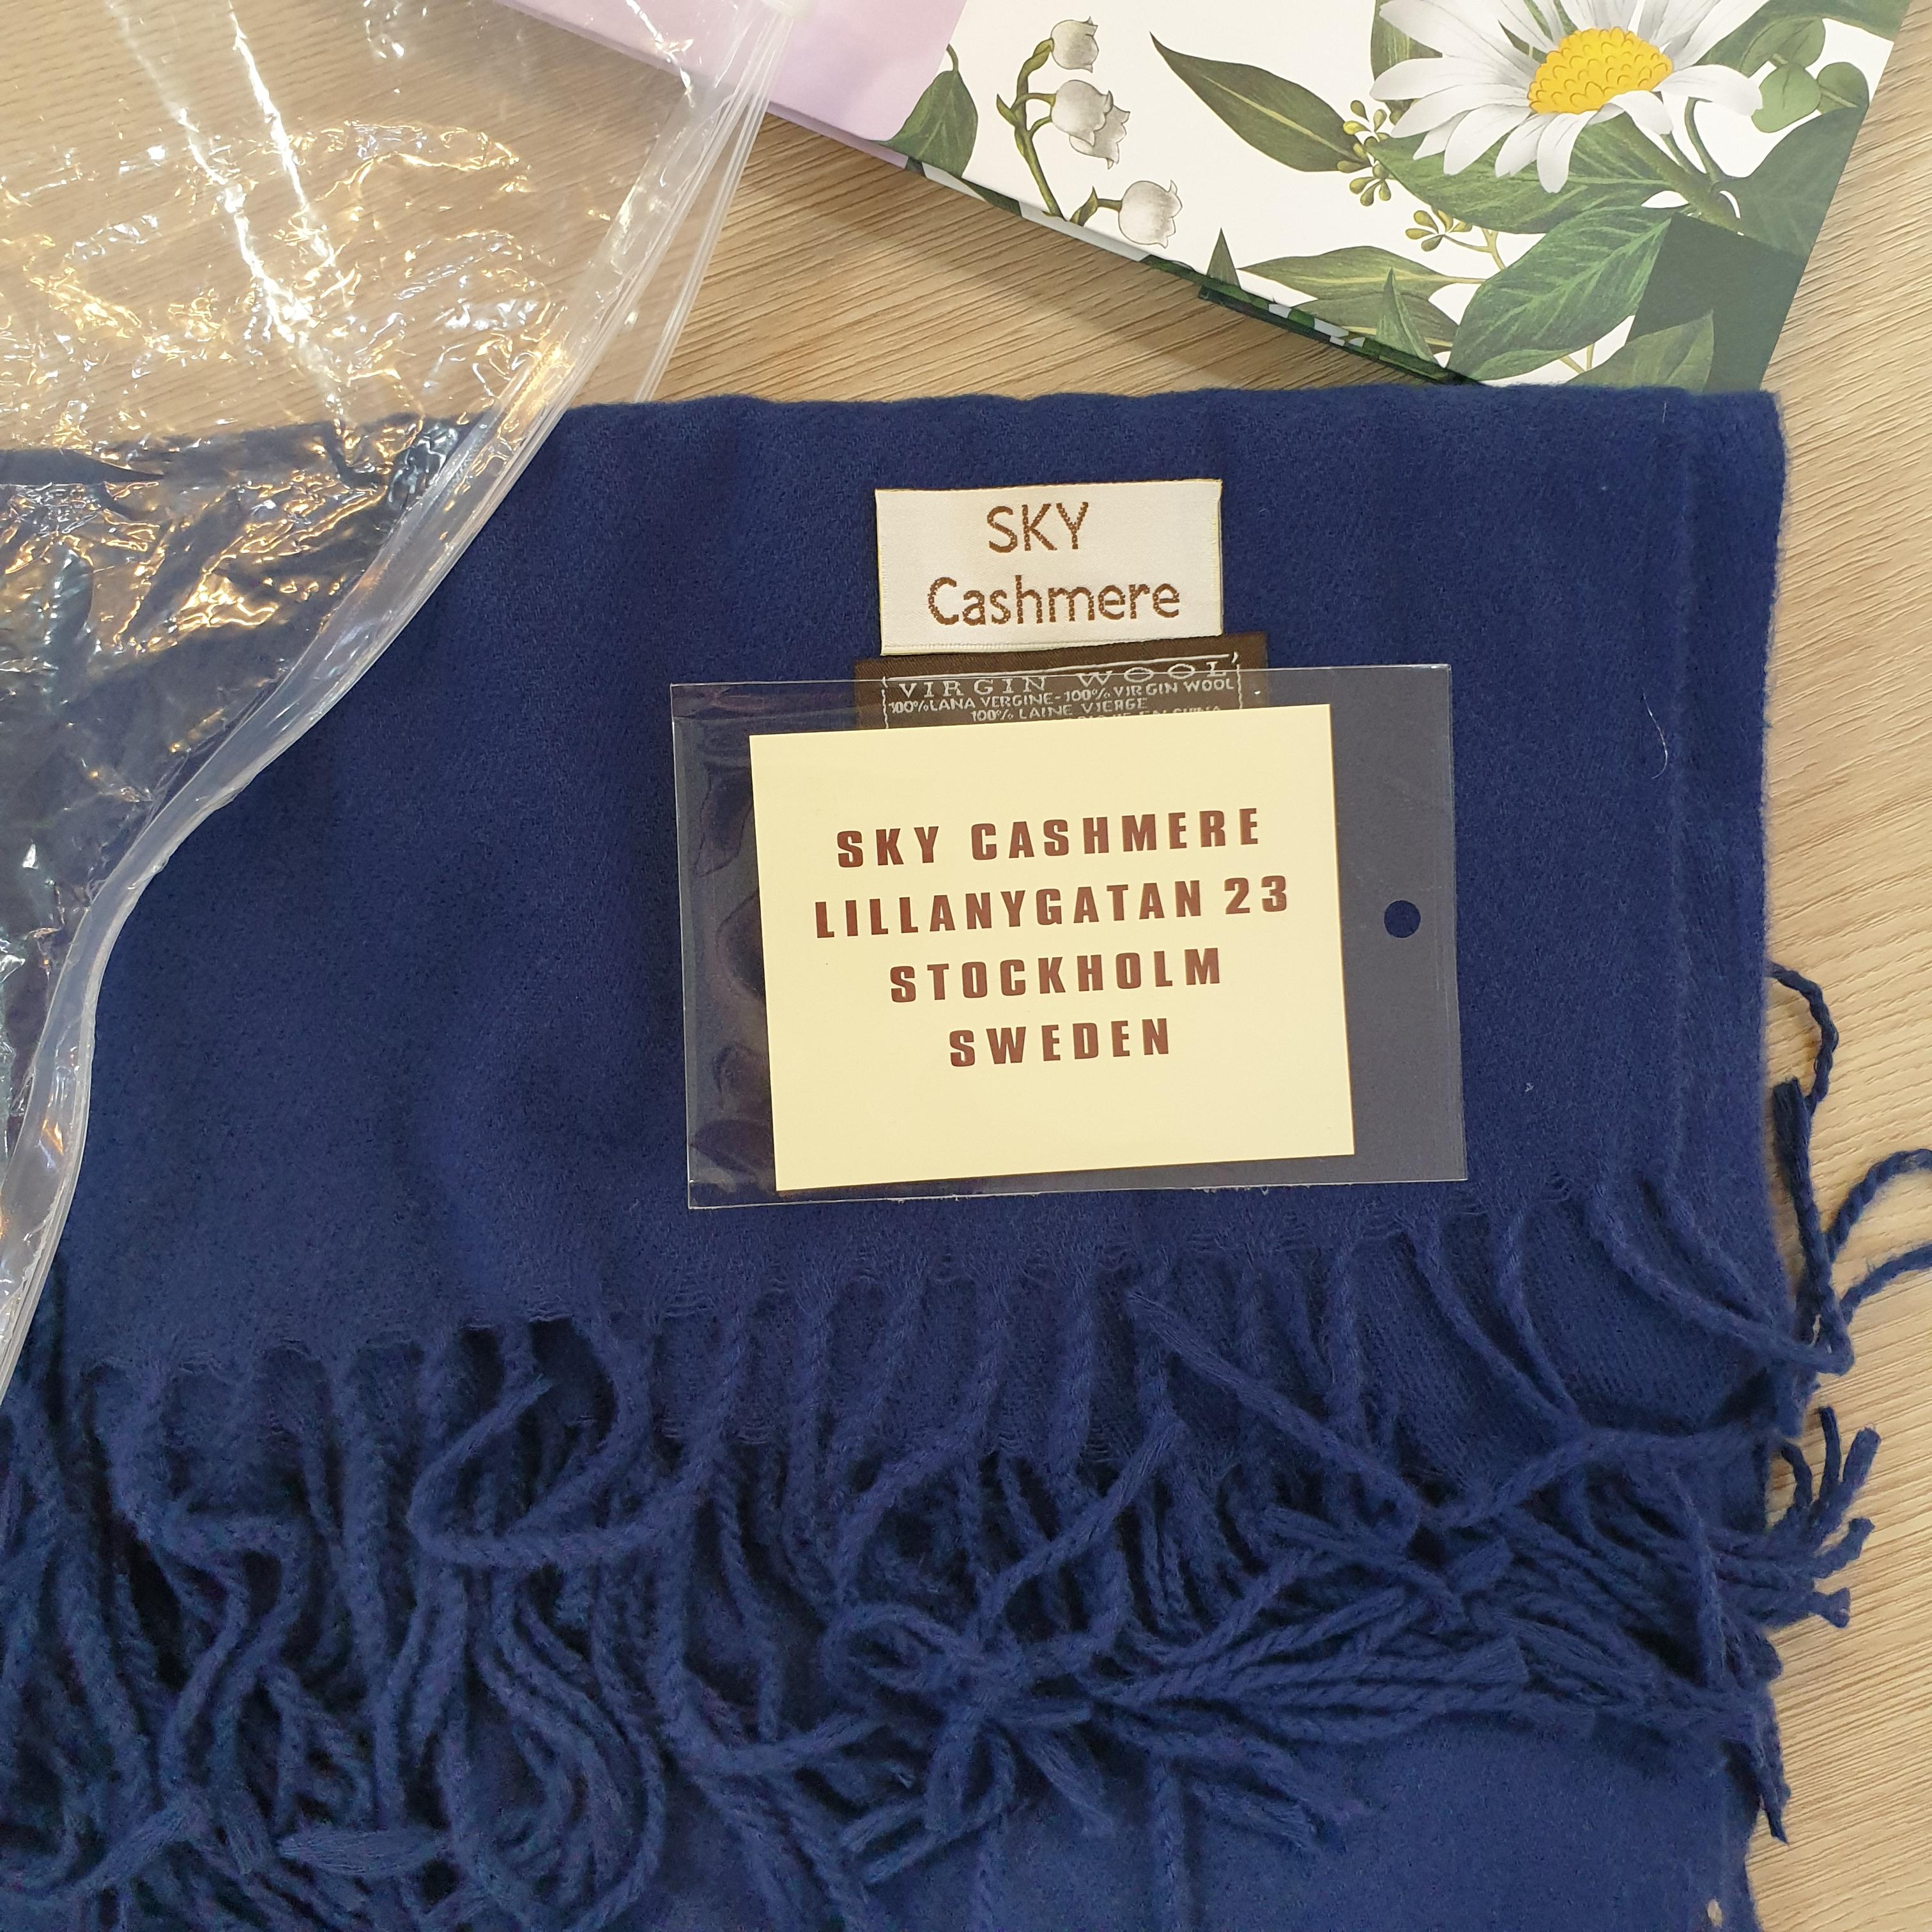 SKY
Cashmere
VIRGIN WOOL
100% LANA VERGINE-100% VIRGIN WOOL
100% LAINE VIERGE
SKY CASHMERE
LILLANYGATAN 23
STOCKHOLM
SWEDEN